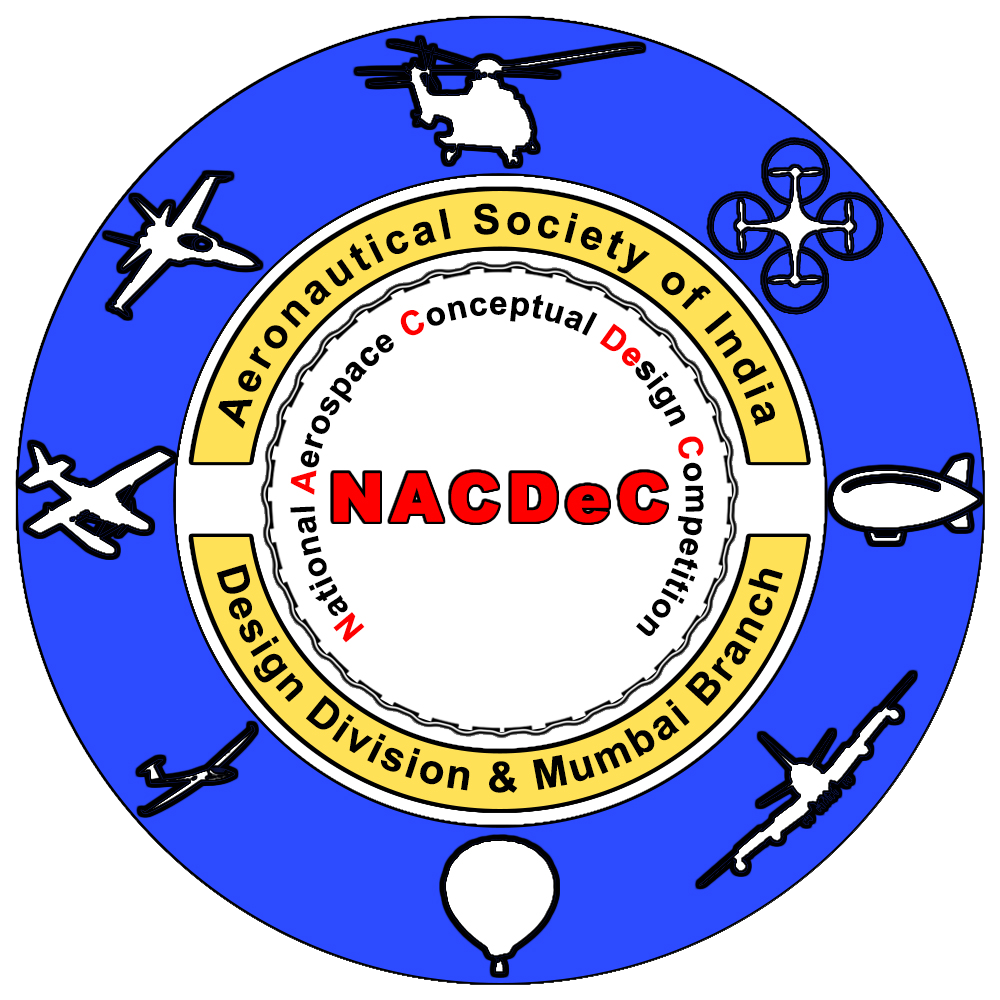 Aeronautical Society of India
National Aerospace Conceptual Design Competition
NACDeC
Design Division & Mumbai Branch